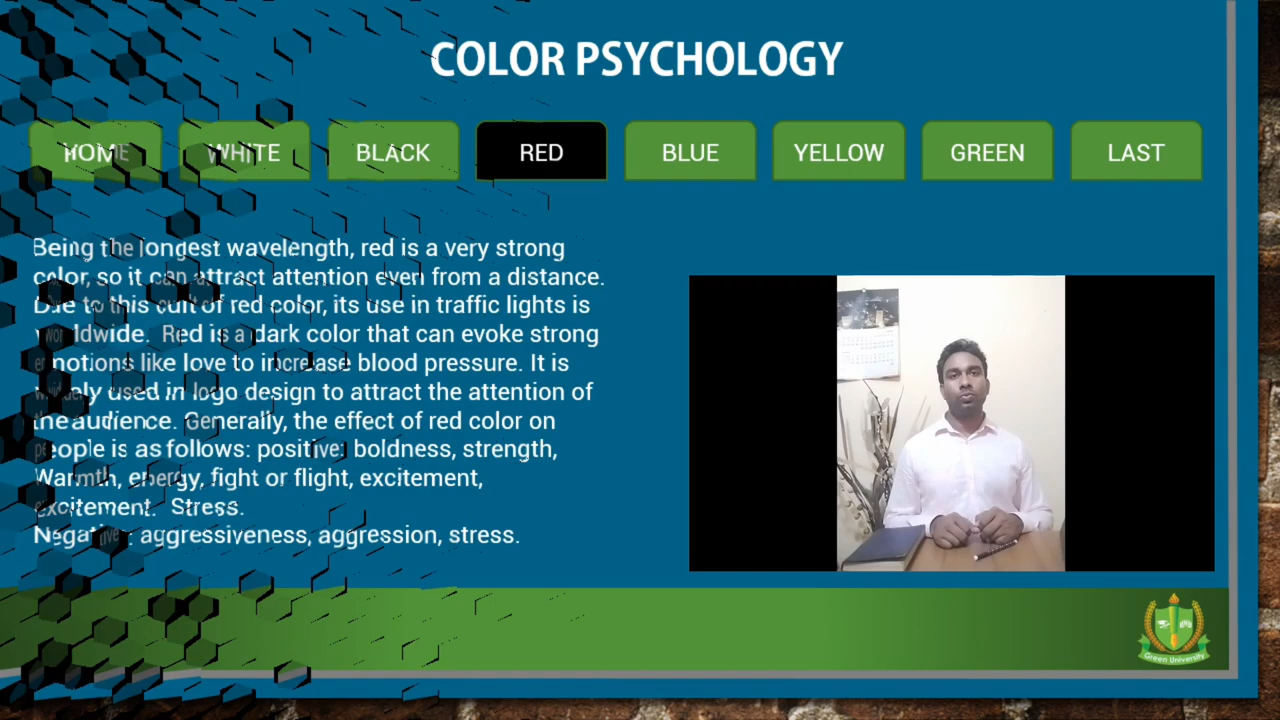 COLOR PSYCHOLOGY
HOME WHITE BLACK RED BLUE YELLOW GREEN LAST
Being the longest wavelength, red is a very strong
color, so it can attract attention even from a distance.
Due to this cult of red color, its use in traffic lights is
worldwide. Red is a dark color that can evoke strong
emotions like love to increase blood pressure. It is
widely used in logo design to attract the attention of
the audience. Generally, the effect of red color on
people is as follows: positive: boldness, strength,
Warmth, energy, fight or flight, excitement,
excitement. Stress.
Negative: aggressiveness, aggression, stress.
Green University